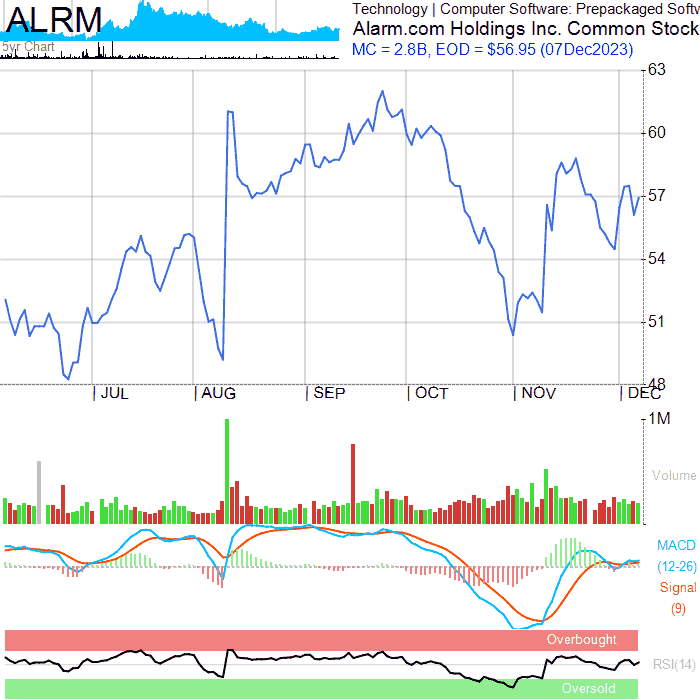 ALRM
5yr Chart
Technology | Computer Software: Prepackaged Softw
Alarm.com Holdings Inc. Common Stock
MC = 2.8B, EOD = $56.95 (07Dec2023)
63
60
57
54
51
48
JUL AUG SEP OCT NOV DEC
1M
Volume
MACD
(12-26)
Signal
(9)
Overbought
RSI(14)
Oversold